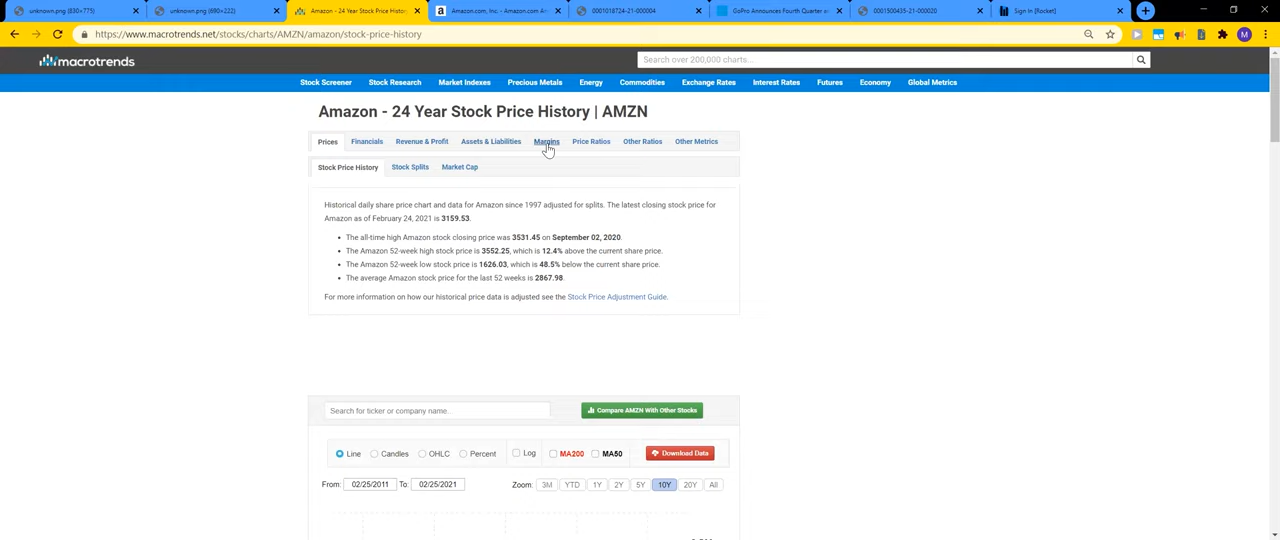 unknown.png (830×775)
unknown.png (690×222)
Amazon - 24 Year Stock Price Histor
Amazon.com, Inc. - Amazon.com An
0001018724-21-000004
GoPro Announces Fourth Quarter
0001500435-21-000020
Sign In [Rocket]
https://www.macrotrends.net/stocks/charts/AMZN/amazon/stock-price-history
M
macrotrends
Search over 200,000 charts...
Stock Screener Stock Research Market Indexes Precious Metals Energy Commodities Exchange Rates Interest Rates Futures Economy Global Metrics
Amazon - 24 Year Stock Price History | AMZN
Prices Financials Revenue & Profit Assets & Liabilities Margins Price Ratios Other Ratios Other Metrics
Stock Price History Stock Splits Market Cap
Historical daily share price chart and data for Amazon since 1997 adjusted for splits. The latest closing stock price for
Amazon as of February 24, 2021 is 3159.53.
• The all-time high Amazon stock closing price was 3531.45 on September 02, 2020.
• The Amazon 52-week high stock price is 3552.25, which is 12.4% above the current share price.
• The Amazon 52-week low stock price is 1626.03, which is 48.5% below the current share price.
• The average Amazon stock price for the last 52 weeks is 2867.98.
For more information on how our historical price data is adjusted see the Stock Price Adjustment Guide.
Search for ticker or company name...
Compare AMZN With Other Stocks
Line Candles OHLC Percent Log MA200 MA50 Download Data
From: 02/25/2011 To: 02/25/2021 Zoom: 3M YTD 1Y 2Y 5Y 10Y 20Y All